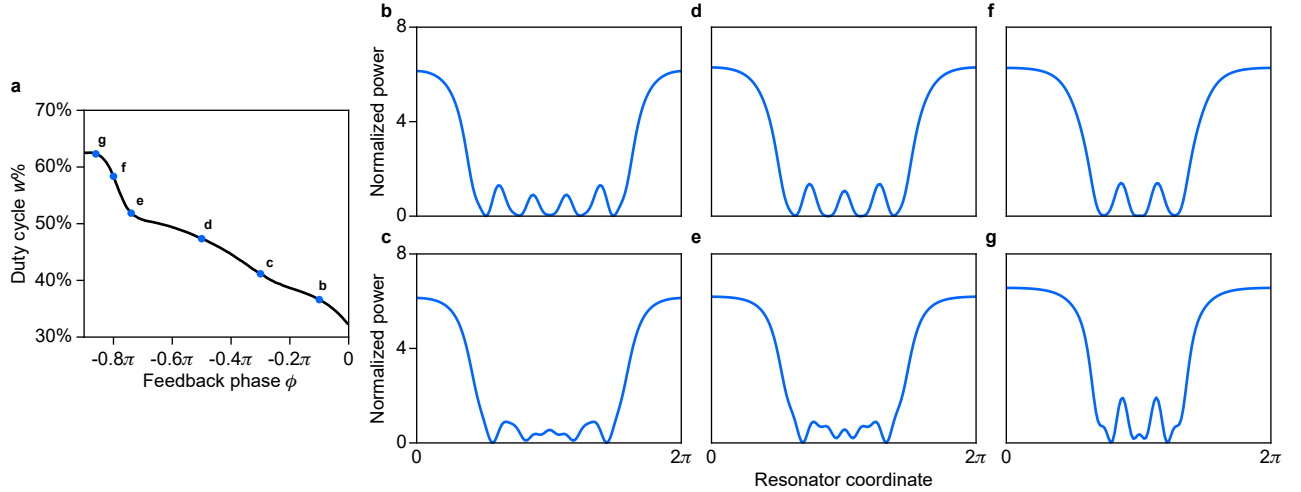 a
70%
60%
50%
40%
30%
Duty cycle w%
g
f
e
d
c
b
-0.8π
-0.6π
-0.4π
-0.2π
0
Feedback phase ϕ
b
d
f
8
4
0
Normalized power
c
e
g
8
4
0
Normalized power
0
2π
0
2π
0
2π
Resonator coordinate